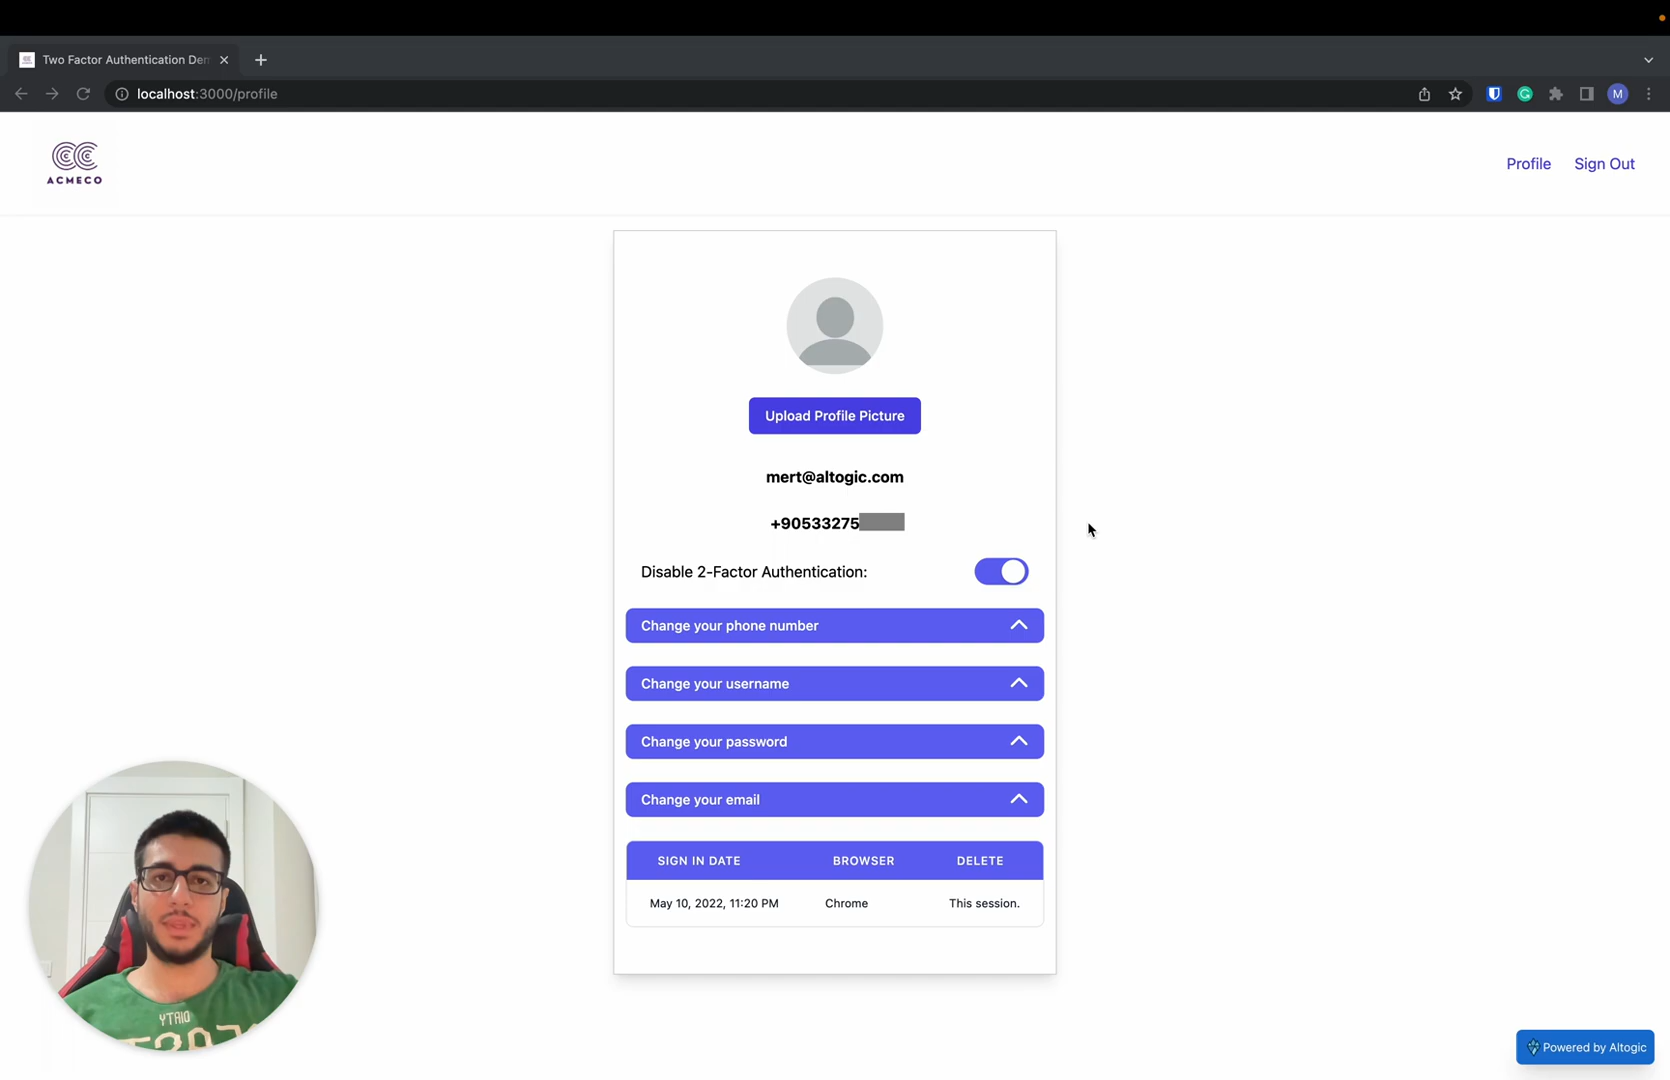 Two Factor Authentication Den
localhost:3000/profile
M
ACMECO
Profile
Sign Out
Upload Profile Picture
mert@altogic.com
+90533275
Disable 2-Factor Authentication:
Change your phone number
Change your username
Change your password
Change your email
SIGN IN DATE BROWSER DELETE
May 10, 2022, 11:20 PM Chrome This session.
YTAIO
Powered by Altogic